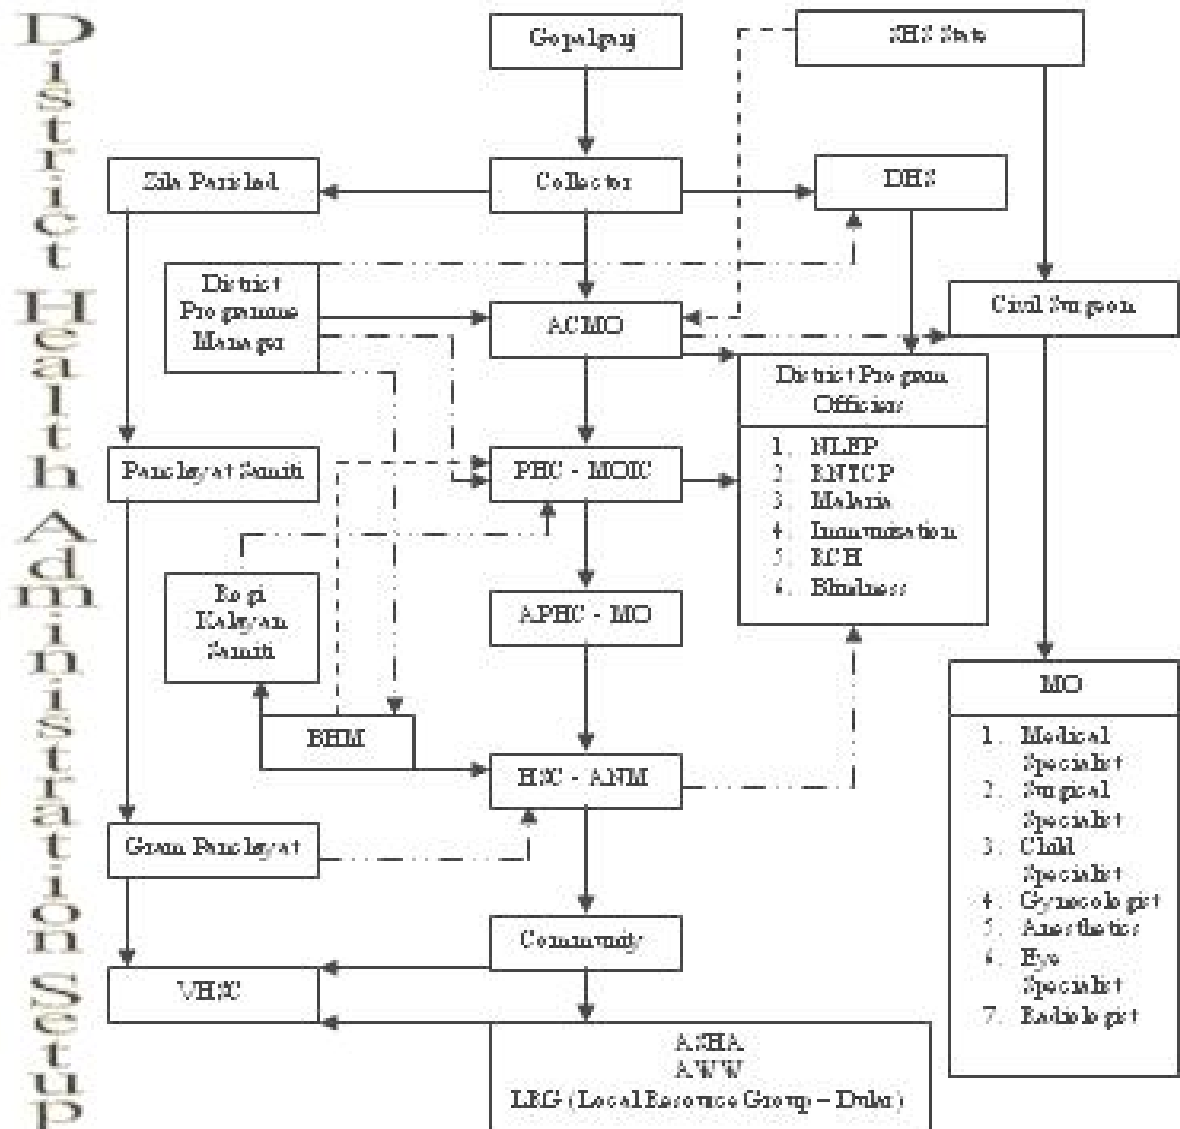 District Health Administration Setup
Gopalganj
SHS State
Zila Parishad
Collector
DHS
District
Programme
Manager
ACMO
Civil Surgeon
District Program
Officers
1. NLEP
2. RNTCP
3. Malaria
4. Immunisation
5. RCH
6. Blindness
Panchayat Samiti
PHC - MOIC
Rogi
Kalayan
Samiti
APHC - MO
MO
1. Medical
Specialist
2. Surgical
Specialist
3. Child
Specialist
4. Gynecologist
5. Anesthetics
6. Eye
Specialist
7. Radiologist
BHM
HSC - ANM
Gram Panchayat
Community
VHSC
ASHA
AWW
LRG (Local Resource Group – Dular)